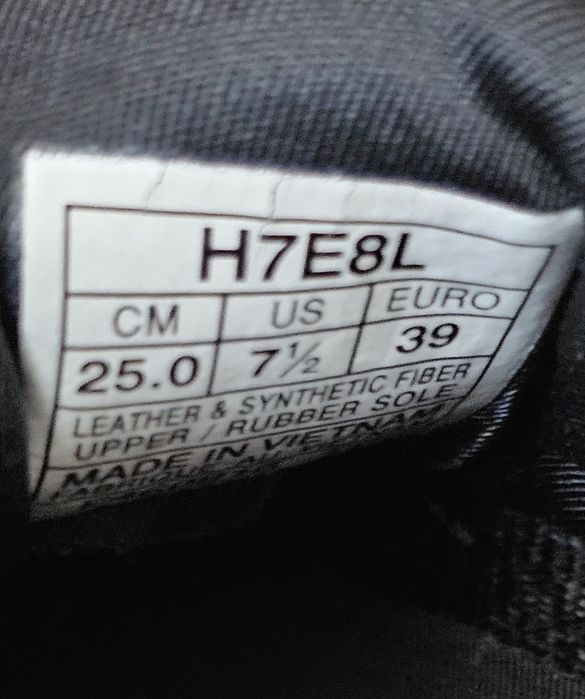 H7E8L
CM US EURO
25.0 7½ 39
LEATHER & SYNTHETIC FIBER
UPPER / RUBBER SOLE
MADE IN VIETNAM